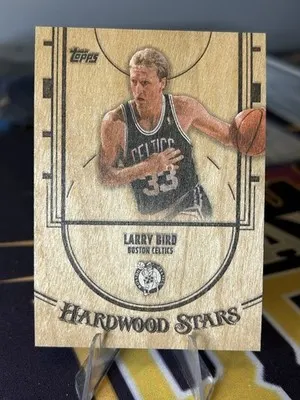 Topps
CELTICS
33
LARRY BIRD
BOSTON CELTICS
HARDWOOD STARS